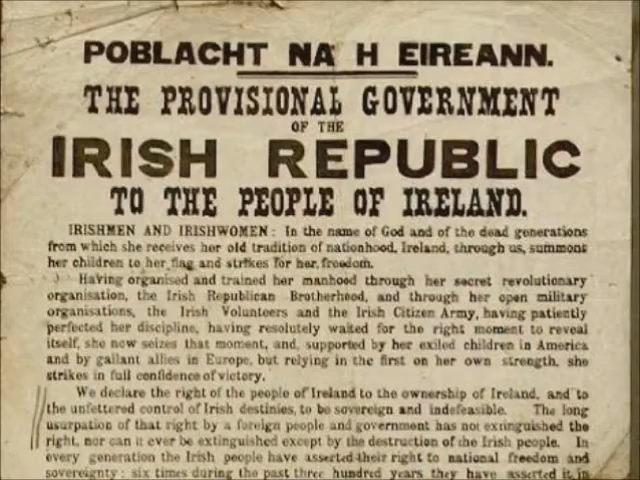 POBLACHT NA H EIREANN.
THE PROVISIONAL GOVERNMENT
OF THE
IRISH REPUBLIC
TO THE PEOPLE OF IRELAND.
IRISHMEN AND IRISHWOMEN: In the name of God and of the dead generations
from which she receives her old tradition of nationhood, Ireland, through us, summons
her children to her flag and strikes for her freedom.
Having organised and trained her manhood through her secret revolutionary
organisation, the Irish Republican Brotherhood, and through her open military
organisations, the Irish Volunteers and the Irish Citizen Army, having patiently
perfected her discipline, having resolutely waited for the right moment to reveal
itself, she now seizes that moment, and, supported by her exiled children in America
and by gallant allies in Europe, but relying in the first on her own strength, she
strikes in full confidence of victory.
We declare the right of the people of Ireland to the ownership of Ireland, and to
the unfettered control of Irish destinies, to be sovereign and indefeasible. The long
usurpation of that right by a foreign people and government has not extinguished the
right, nor can it ever be extinguished except by the destruction of the Irish people. In
every generation the Irish people have asserted their right to national freedom and
sovereignty; six times during the past three hundred years they have asserted it in